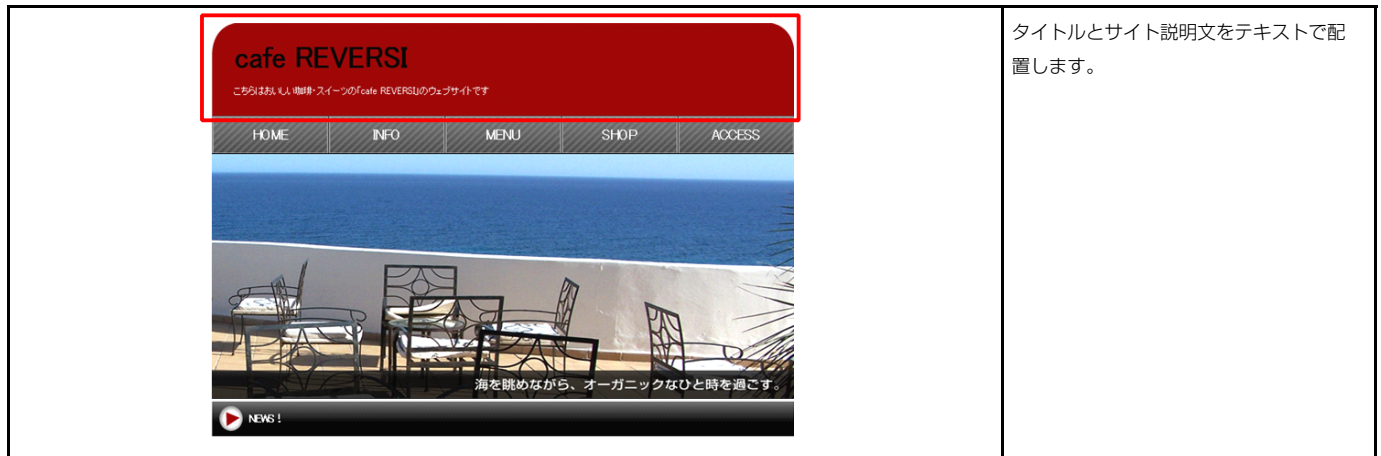 cafe REVERSI
こちらはおいしい珈琲・スイーツの「cafe REVERSI」のウェブサイトです
HOME INFO MENU SHOP ACCESS
海を眺めながら、オーガニックなひと時を過ごす。
NEWS！
タイトルとサイト説明文をテキストで配
置します。